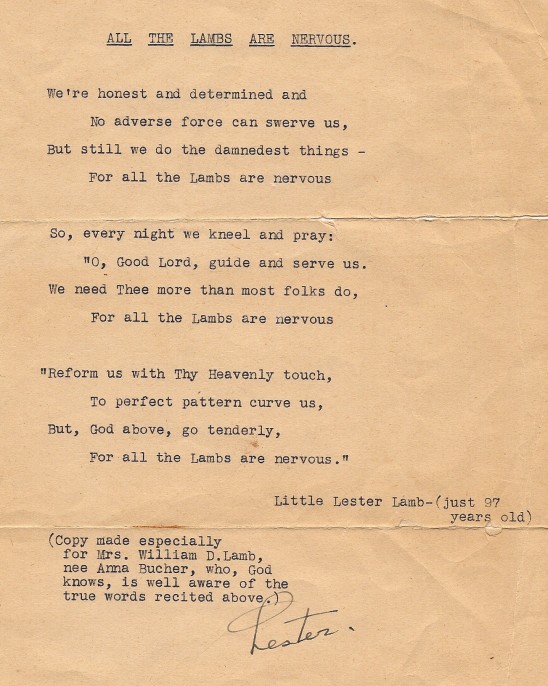 ALL THE LAMBS ARE NERVOUS.
We're honest and determined and
No adverse force can swerve us,
But still we do the damnedest things -
For all the Lambs are nervous
So, every night we kneel and pray:
"O, Good Lord, guide and serve us.
We need Thee more than most folks do,
For all the Lambs are nervous
"Reform us with Thy Heavenly touch,
To perfect pattern curve us,
But, God above, go tenderly,
For all the Lambs are nervous."
Little Lester Lamb-(just 97
years old)
(Copy made especially
for Mrs. William D.Lamb,
nee Anna Bucher, who, God
knows, is well aware of the
true words recited above.)
Lester.